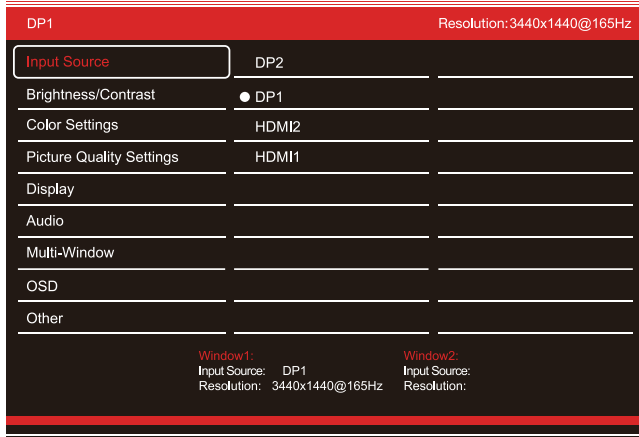 DP1 Resolution:3440x1440@165Hz
Input Source DP2
Brightness/Contrast DP1
Color Settings HDMI2
Picture Quality Settings HDMI1
Display
Audio
Multi-Window
OSD
Other
Window1: Window2:
Input Source: DP1 Input Source:
Resolution: 3440x1440@165Hz Resolution: